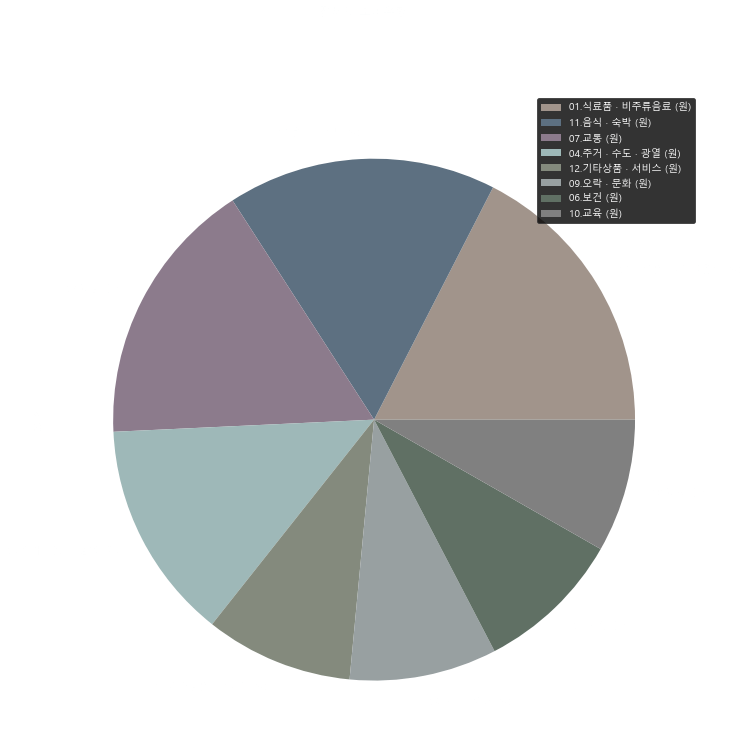 01.식료품 · 비주류음료 (원)
11.음식 · 숙박 (원)
07.교통 (원)
04.주거 · 수도 · 광열 (원)
12.기타상품 · 서비스 (원)
09 오락 · 문화 (원)
06.보건 (원)
10.교육 (원)